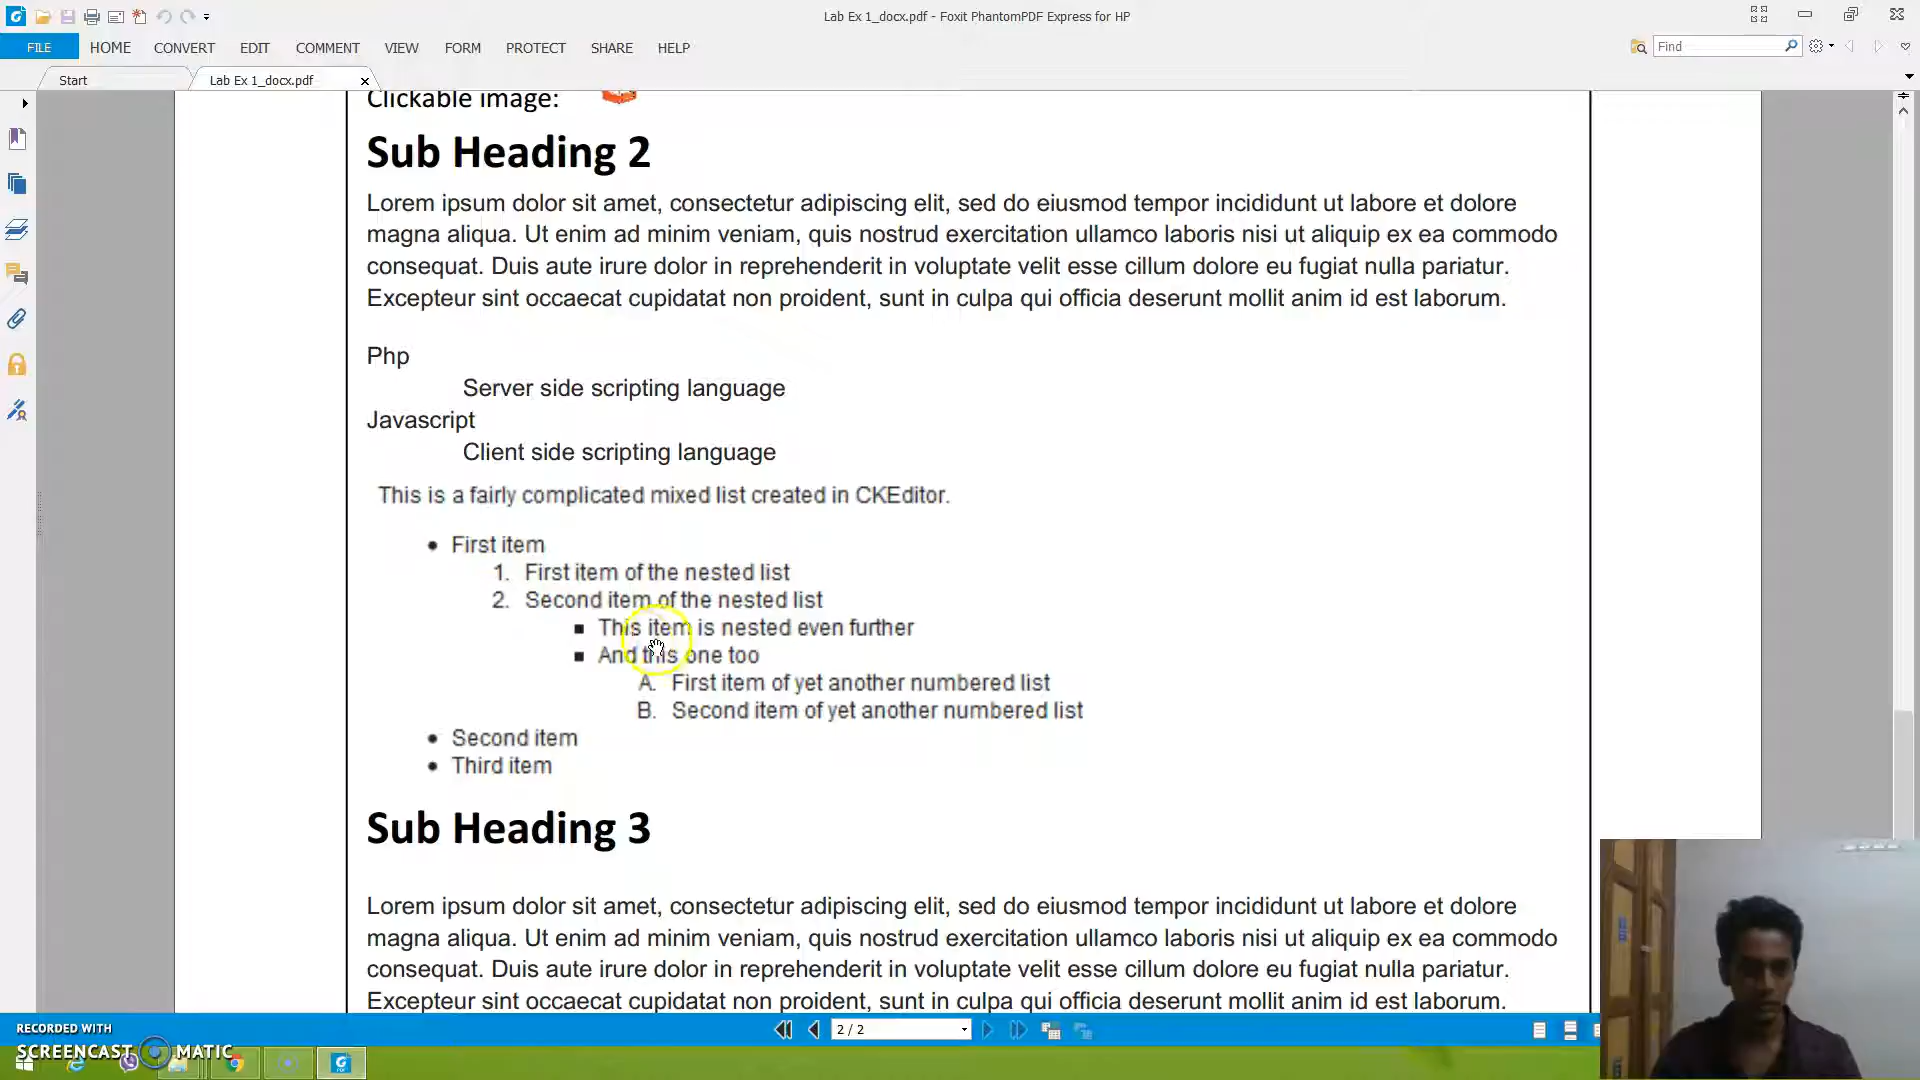 Lab Ex 1_docx.pdf - Foxit PhantomPDF Express for HP
FILE HOME CONVERT EDIT COMMENT VIEW FORM PROTECT SHARE HELP
Find
Start
Lab Ex 1_docx.pdf
Clickable image:
Sub Heading 2
Lorem ipsum dolor sit amet, consectetur adipiscing elit, sed do eiusmod tempor incididunt ut labore et dolore
magna aliqua. Ut enim ad minim veniam, quis nostrud exercitation ullamco laboris nisi ut aliquip ex ea commodo
consequat. Duis aute irure dolor in reprehenderit in voluptate velit esse cillum dolore eu fugiat nulla pariatur.
Excepteur sint occaecat cupidatat non proident, sunt in culpa qui officia deserunt mollit anim id est laborum.
Php
Server side scripting language
Javascript
Client side scripting language
This is a fairly complicated mixed list created in CKEditor.
• First item
1. First item of the nested list
2. Second item of the nested list
▪ This item is nested even further
▪ And this one too
A. First item of yet another numbered list
B. Second item of yet another numbered list
• Second item
• Third item
Sub Heading 3
Lorem ipsum dolor sit amet, consectetur adipiscing elit, sed do eiusmod tempor incididunt ut labore et dolore
magna aliqua. Ut enim ad minim veniam, quis nostrud exercitation ullamco laboris nisi ut aliquip ex ea commodo
consequat. Duis aute irure dolor in reprehenderit in voluptate velit esse cillum dolore eu fugiat nulla pariatur.
Excepteur sint occaecat cupidatat non proident, sunt in culpa qui officia deserunt mollit anim id est laborum.
2 / 2
RECORDED WITH
SCREENCAST MATIC